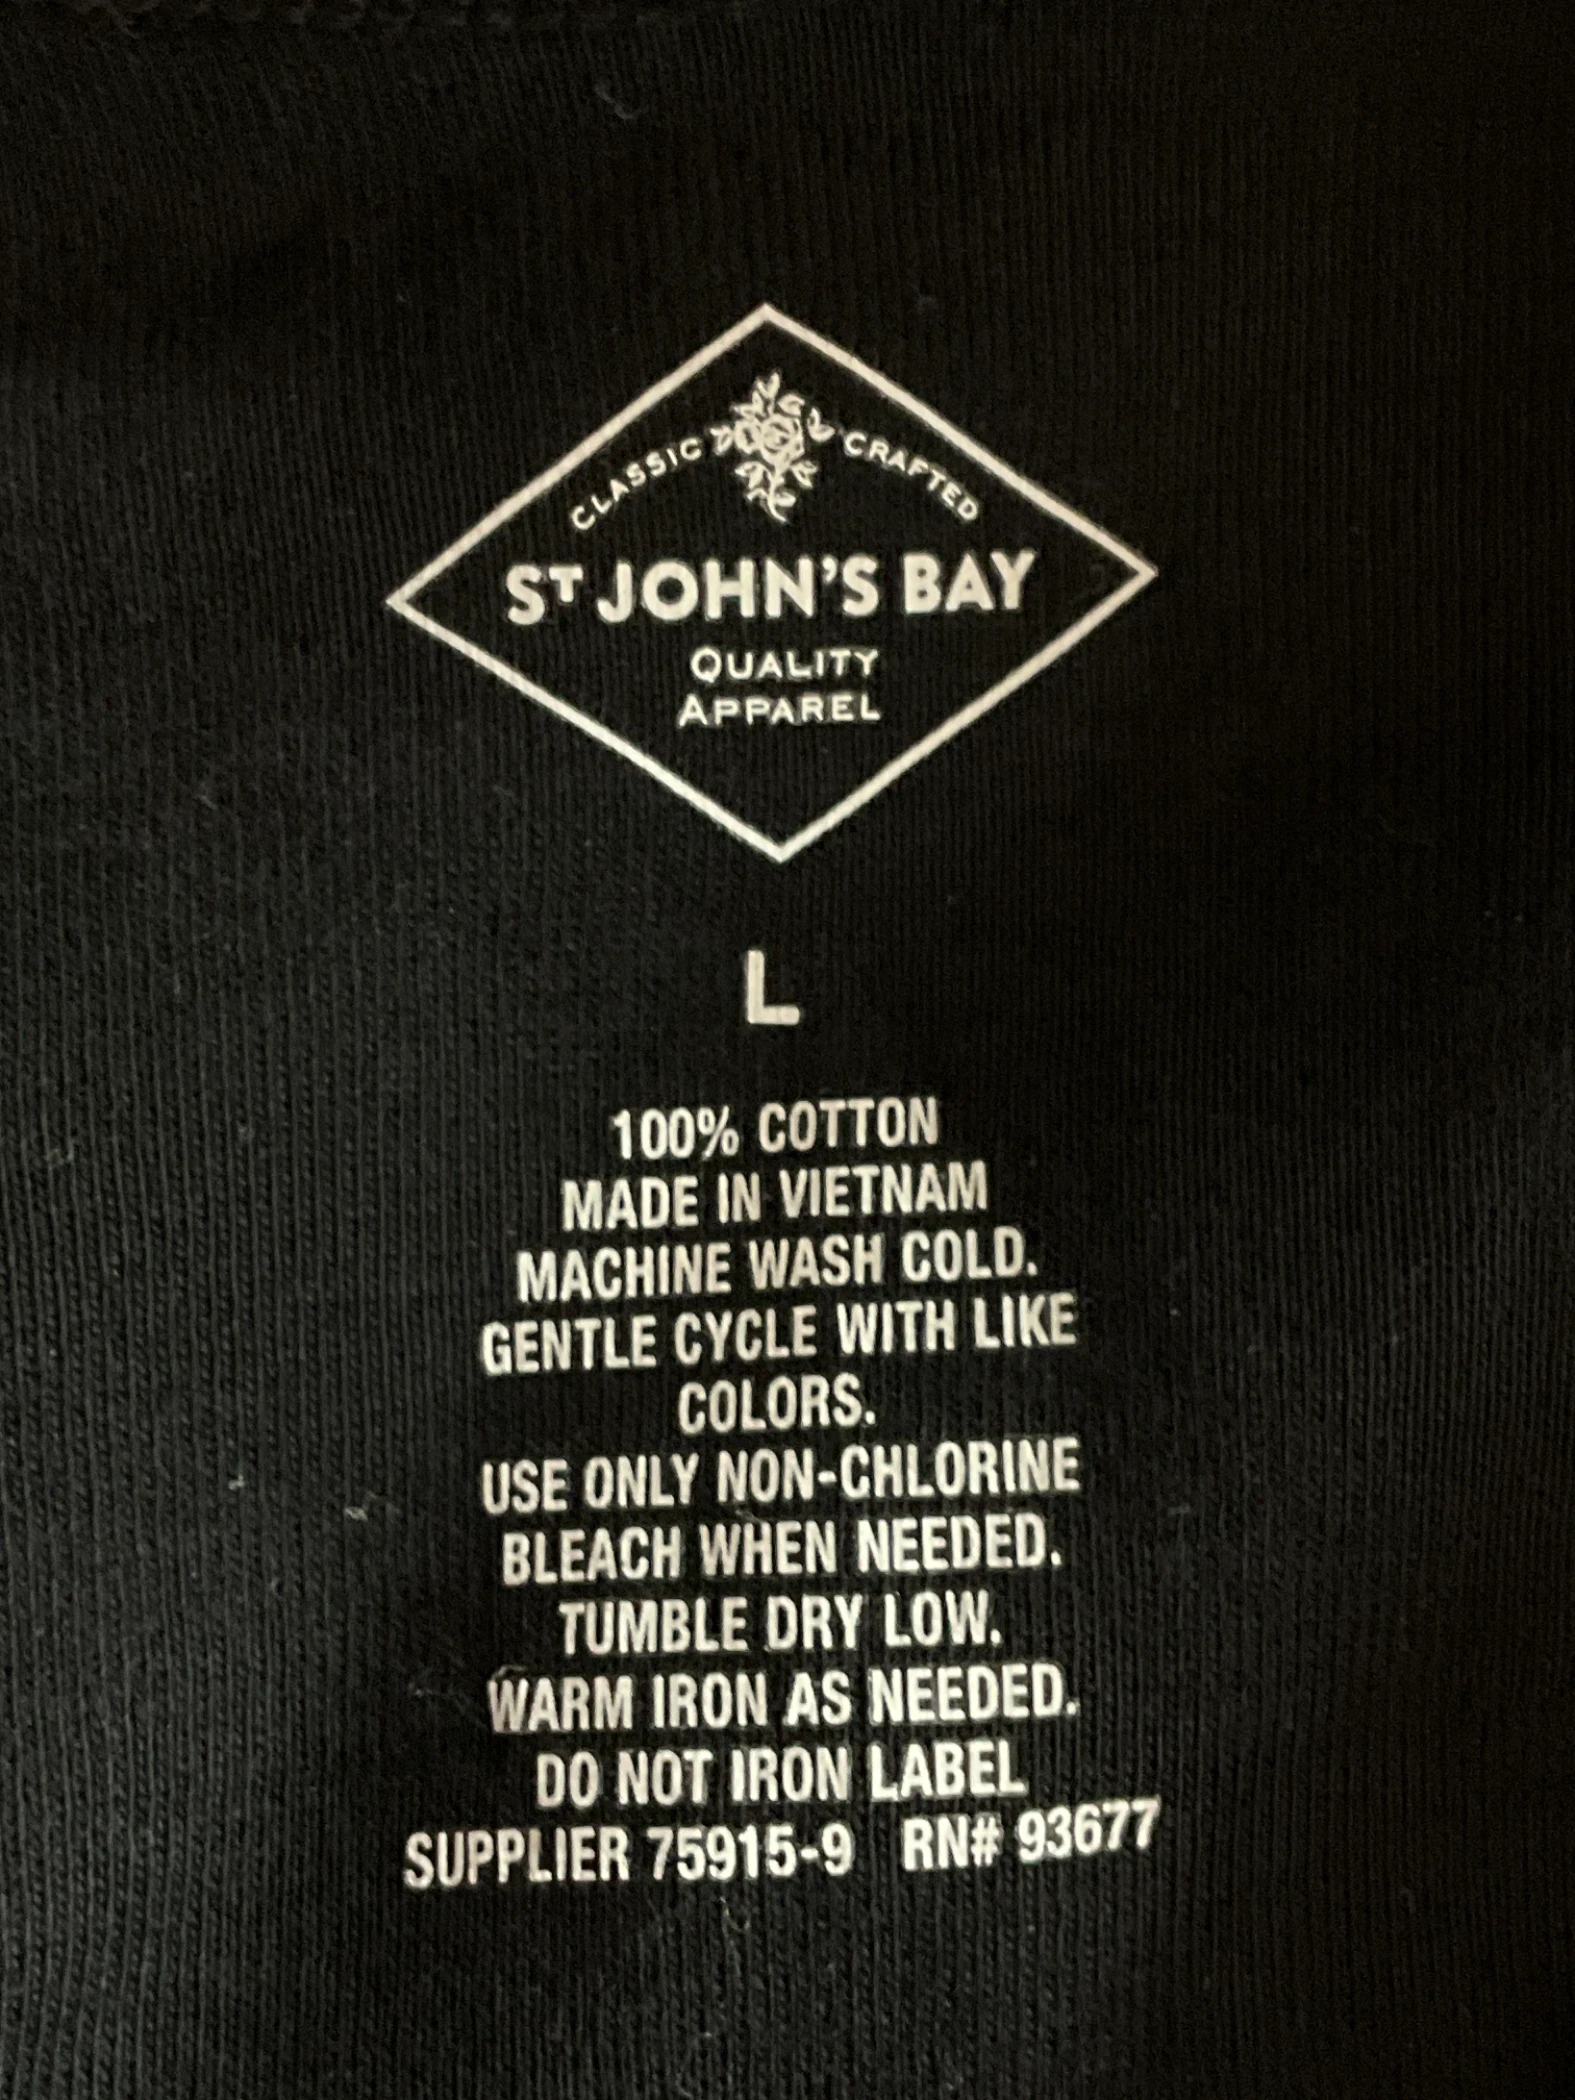 CLASSIC CRAFTED
ST JOHN'S BAY
QUALITY
APPAREL
L
100% COTTON
MADE IN VIETNAM
MACHINE WASH COLD.
GENTLE CYCLE WITH LIKE
COLORS.
USE ONLY NON-CHLORINE
BLEACH WHEN NEEDED.
TUMBLE DRY LOW.
WARM IRON AS NEEDED.
DO NOT IRON LABEL
SUPPLIER 75915-9 RN# 93677